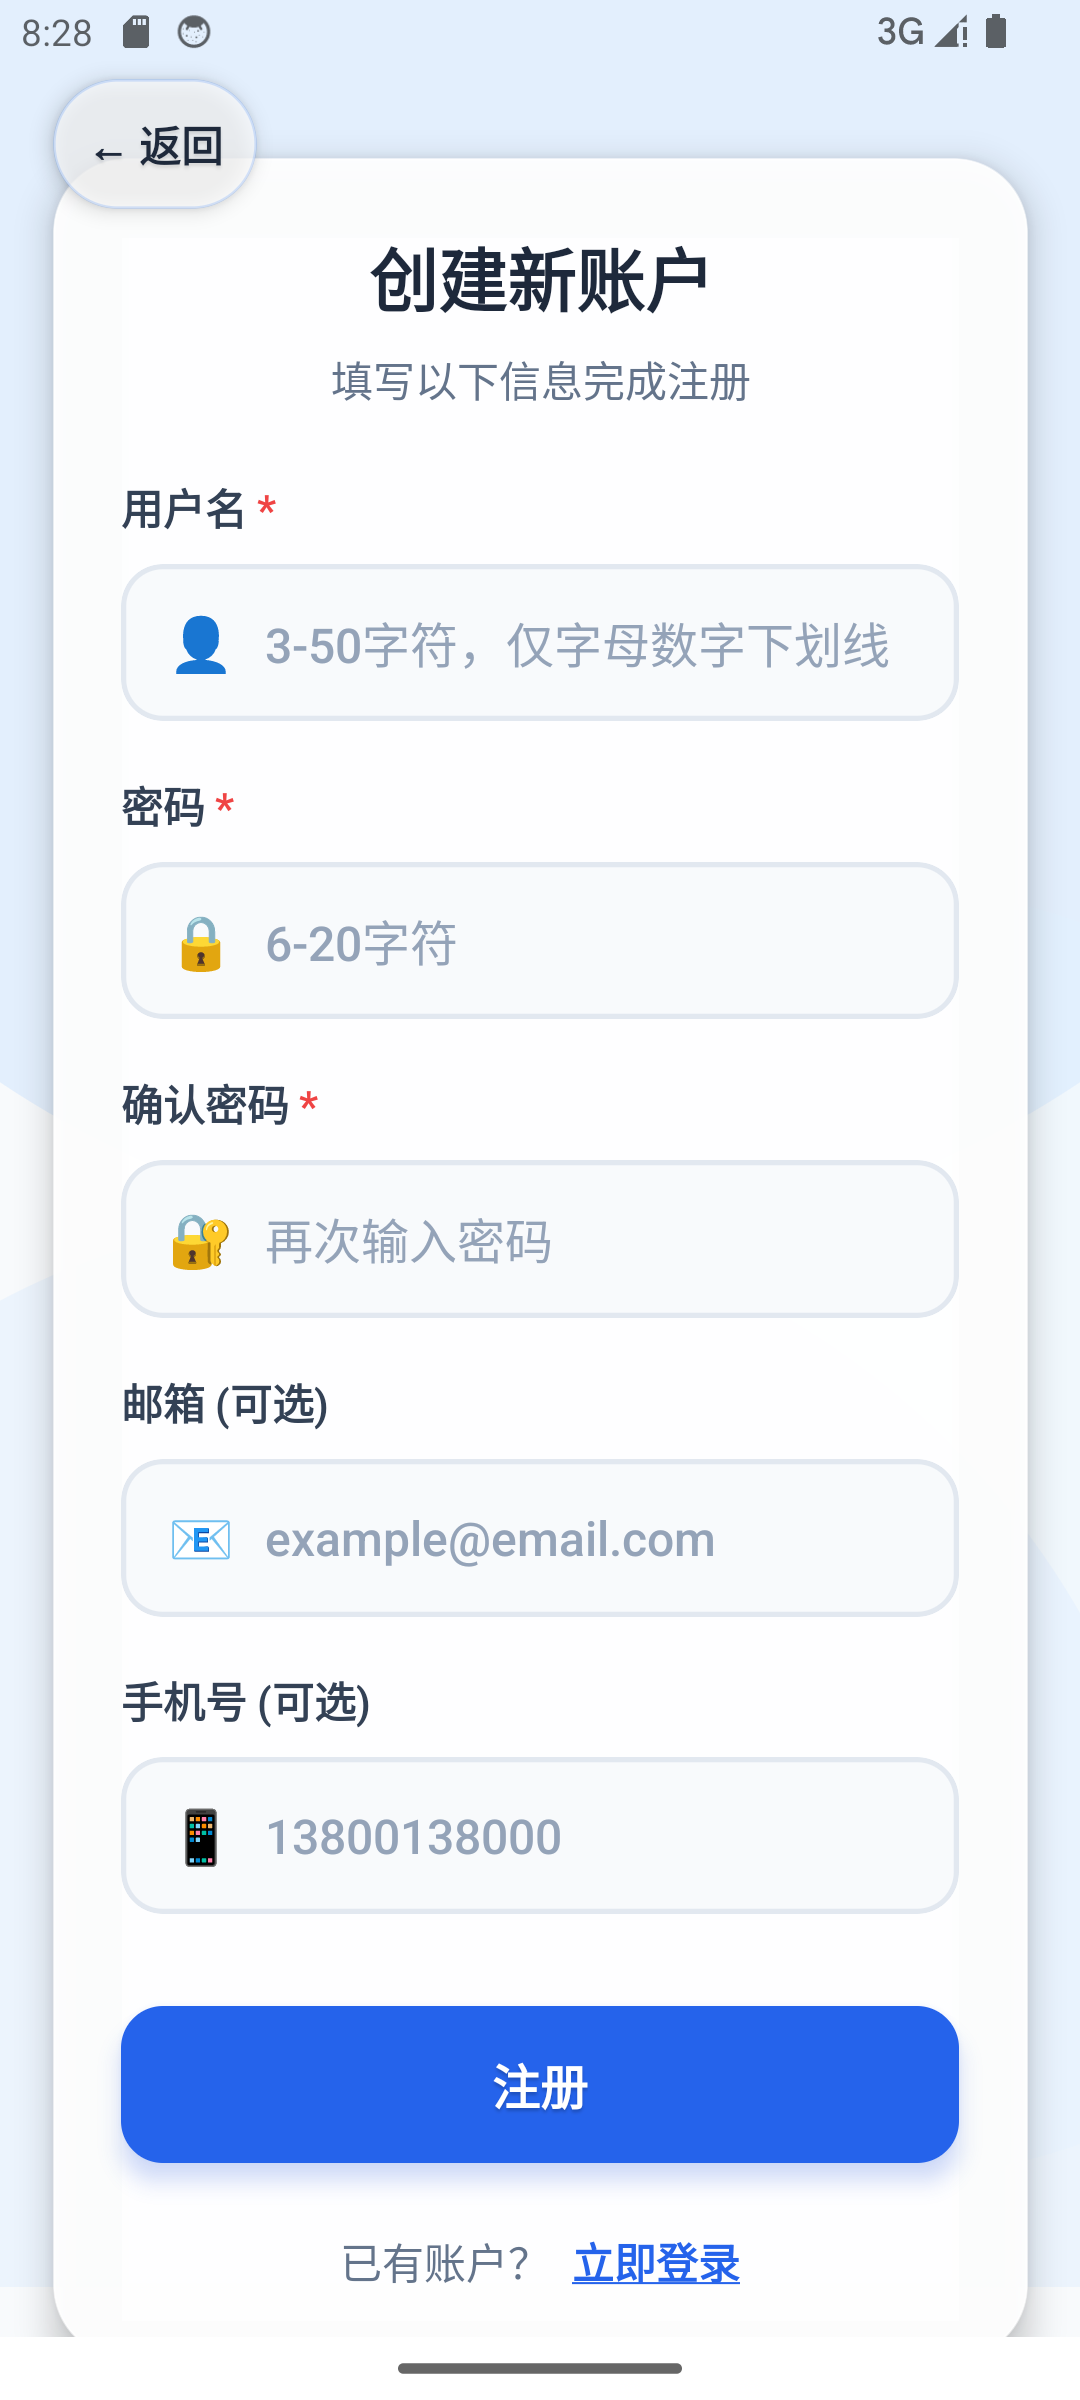 8:28
3G
← 返回
创建新账户
填写以下信息完成注册
用户名 *
3-50字符，仅字母数字下划线
密码 *
6-20字符
确认密码 *
再次输入密码
邮箱 (可选)
example@email.com
手机号 (可选)
13800138000
注册
已有账户？ 立即登录